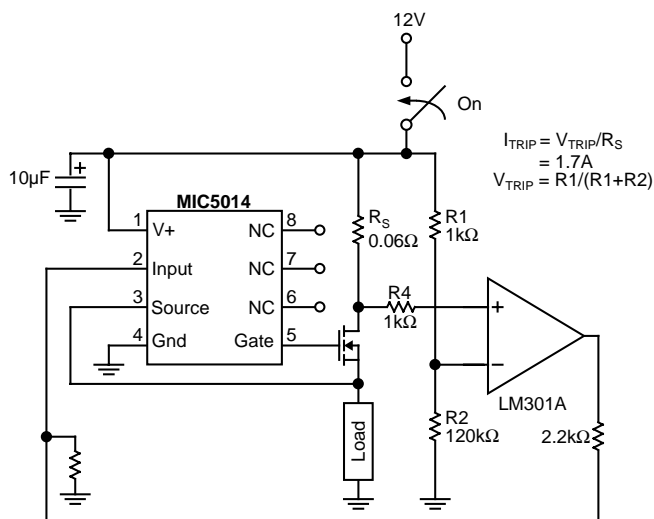 12V
On
I_TRIP = V_TRIP/R_S
= 1.7A
V_TRIP = R1/(R1+R2)
10µF
+
MIC5014
1 V+ NC 8
2 Input NC 7
3 Source NC 6
4 Gnd Gate 5
R_S
0.06Ω
R1
1kΩ
R4
1kΩ
+
−
LM301A
R2
120kΩ
2.2kΩ
Load